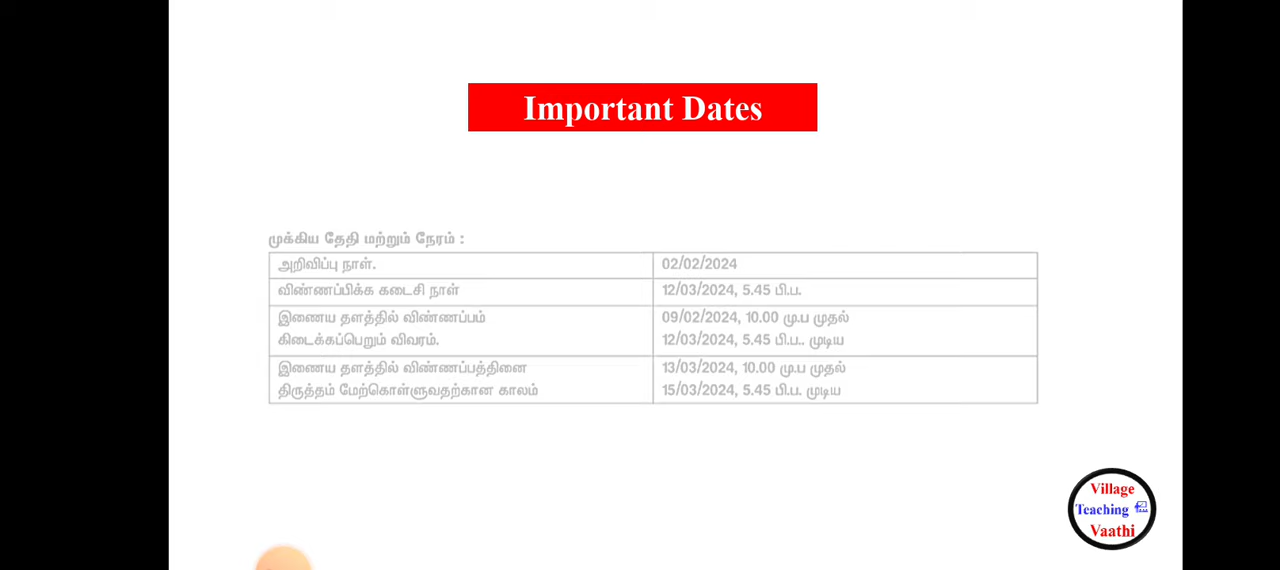 Important Dates
முக்கிய தேதி மற்றும் நேரம் :
அறிவிப்பு நாள். 02/02/2024
விண்ணப்பிக்க கடைசி நாள் 12/03/2024, 5.45 பி.ப.
இணைய தளத்தில் விண்ணப்பம் 09/02/2024, 10.00 மு.ப முதல்
கிடைக்கப்பெறும் விவரம். 12/03/2024, 5.45 பி.ப.. முடிய
இணைய தளத்தில் விண்ணப்பத்தினை 13/03/2024, 10.00 மு.ப முதல்
திருத்தம் மேற்கொள்ளுவதற்கான காலம் 15/03/2024, 5.45 பி.ப. முடிய
Village
Teaching
Vaathi